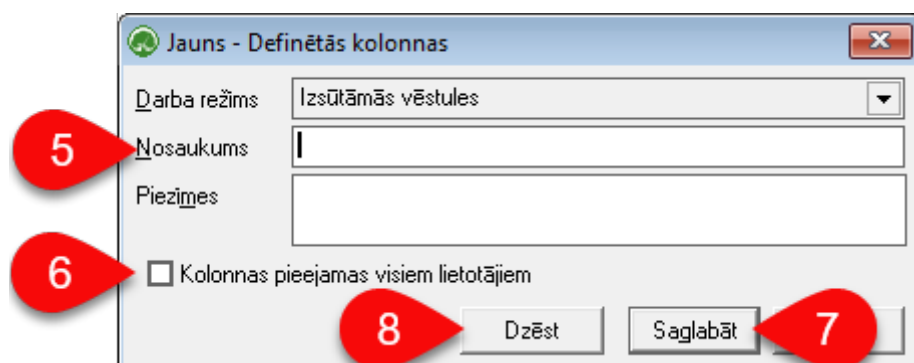 Jauns - Definētās kolonnas
Darba režīms Izsūtāmās vēstules
5 Nosaukums
Piezīmes
6 Kolonnas pieejamas visiem lietotājiem
8 Dzēst Saglabāt 7